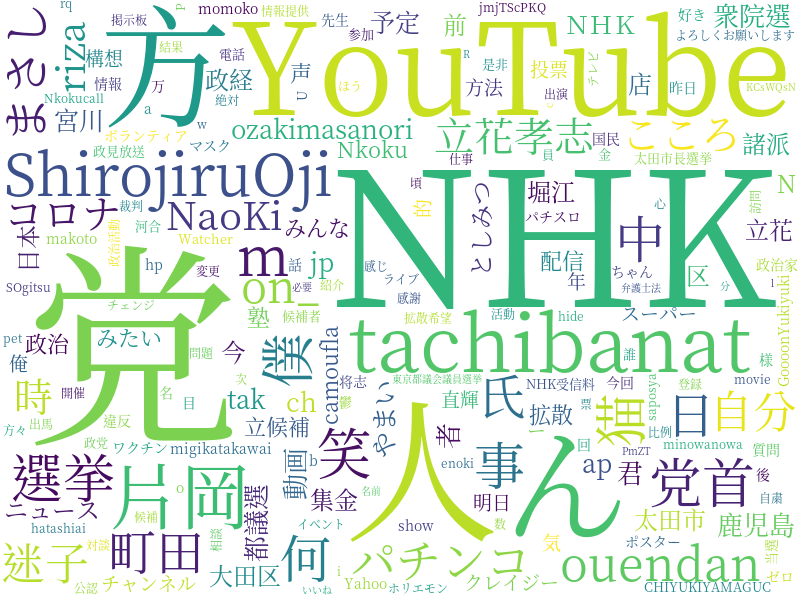 rq
掲示板
momoko
情報提供
先生
予定
前
NHK
jmjTScPKQ
好き
衆院選
p
riza
構想
結果
電話
参加
よろしくお願いします
まさし
方
YouTube
情報
万
政経
声
是非
投票
方法
店
昨日
Nkokucall
a
絶対
出演
KCsWQsN
宮川
ボランティア
w
ozakimasanori
立花孝志
国民
こころ
諸派
政見放送
マスク
Nkoku
仕事
員
金
太田市長選挙
ShirojiruOji
裁判
頃
N
コロナ
NaoKi
みんな
的
としみつ
堀江
パチスロ
心
訪問
立花
日本
makoto
政治活動
河合
Watcher
m
jp
中
配信
年
区
政治家
SOgitsu
hp
変更
話
感じ
ライブ
ちゃん
弁護士法
分
党
NHK
on_
紹介
必要
感謝
スーパー
チェンジ
塾
候補者
拡散希望
活動
hide
tachibanat
誰
様
GoooonYukiyuki
pet
政治
みたい
問題
今
僕
camoufla
俺
次
将志
東京都議会議員選挙
NHK受信料
今回
登録
movie
時
開催
名
目
tak
ch
鬱
やまい
人
ん
氏
直輝
拡散
票
猫
比例
日
自分
saposya
方々
出馬
違反
立候補
者
minowanowa
政党
ワクチン
migikatakawai
動画
b
笑
enoki
事
ap
回
PmZT
君
党首
質問
後
選挙
片岡
ニュース
o
都議選
集金
明日
自粛
hatashiai
候補
名前
イベント
show
数
気
太田市
鹿児島
迷子
対談
町田
相談
何
パチンコ
ouendan
ポスター
当選
ゼロ
公認
チャンネル
大田区
いいね
i
Yahoo
ホリエモン
クレイジー
CHIYUKIYAMAGUC